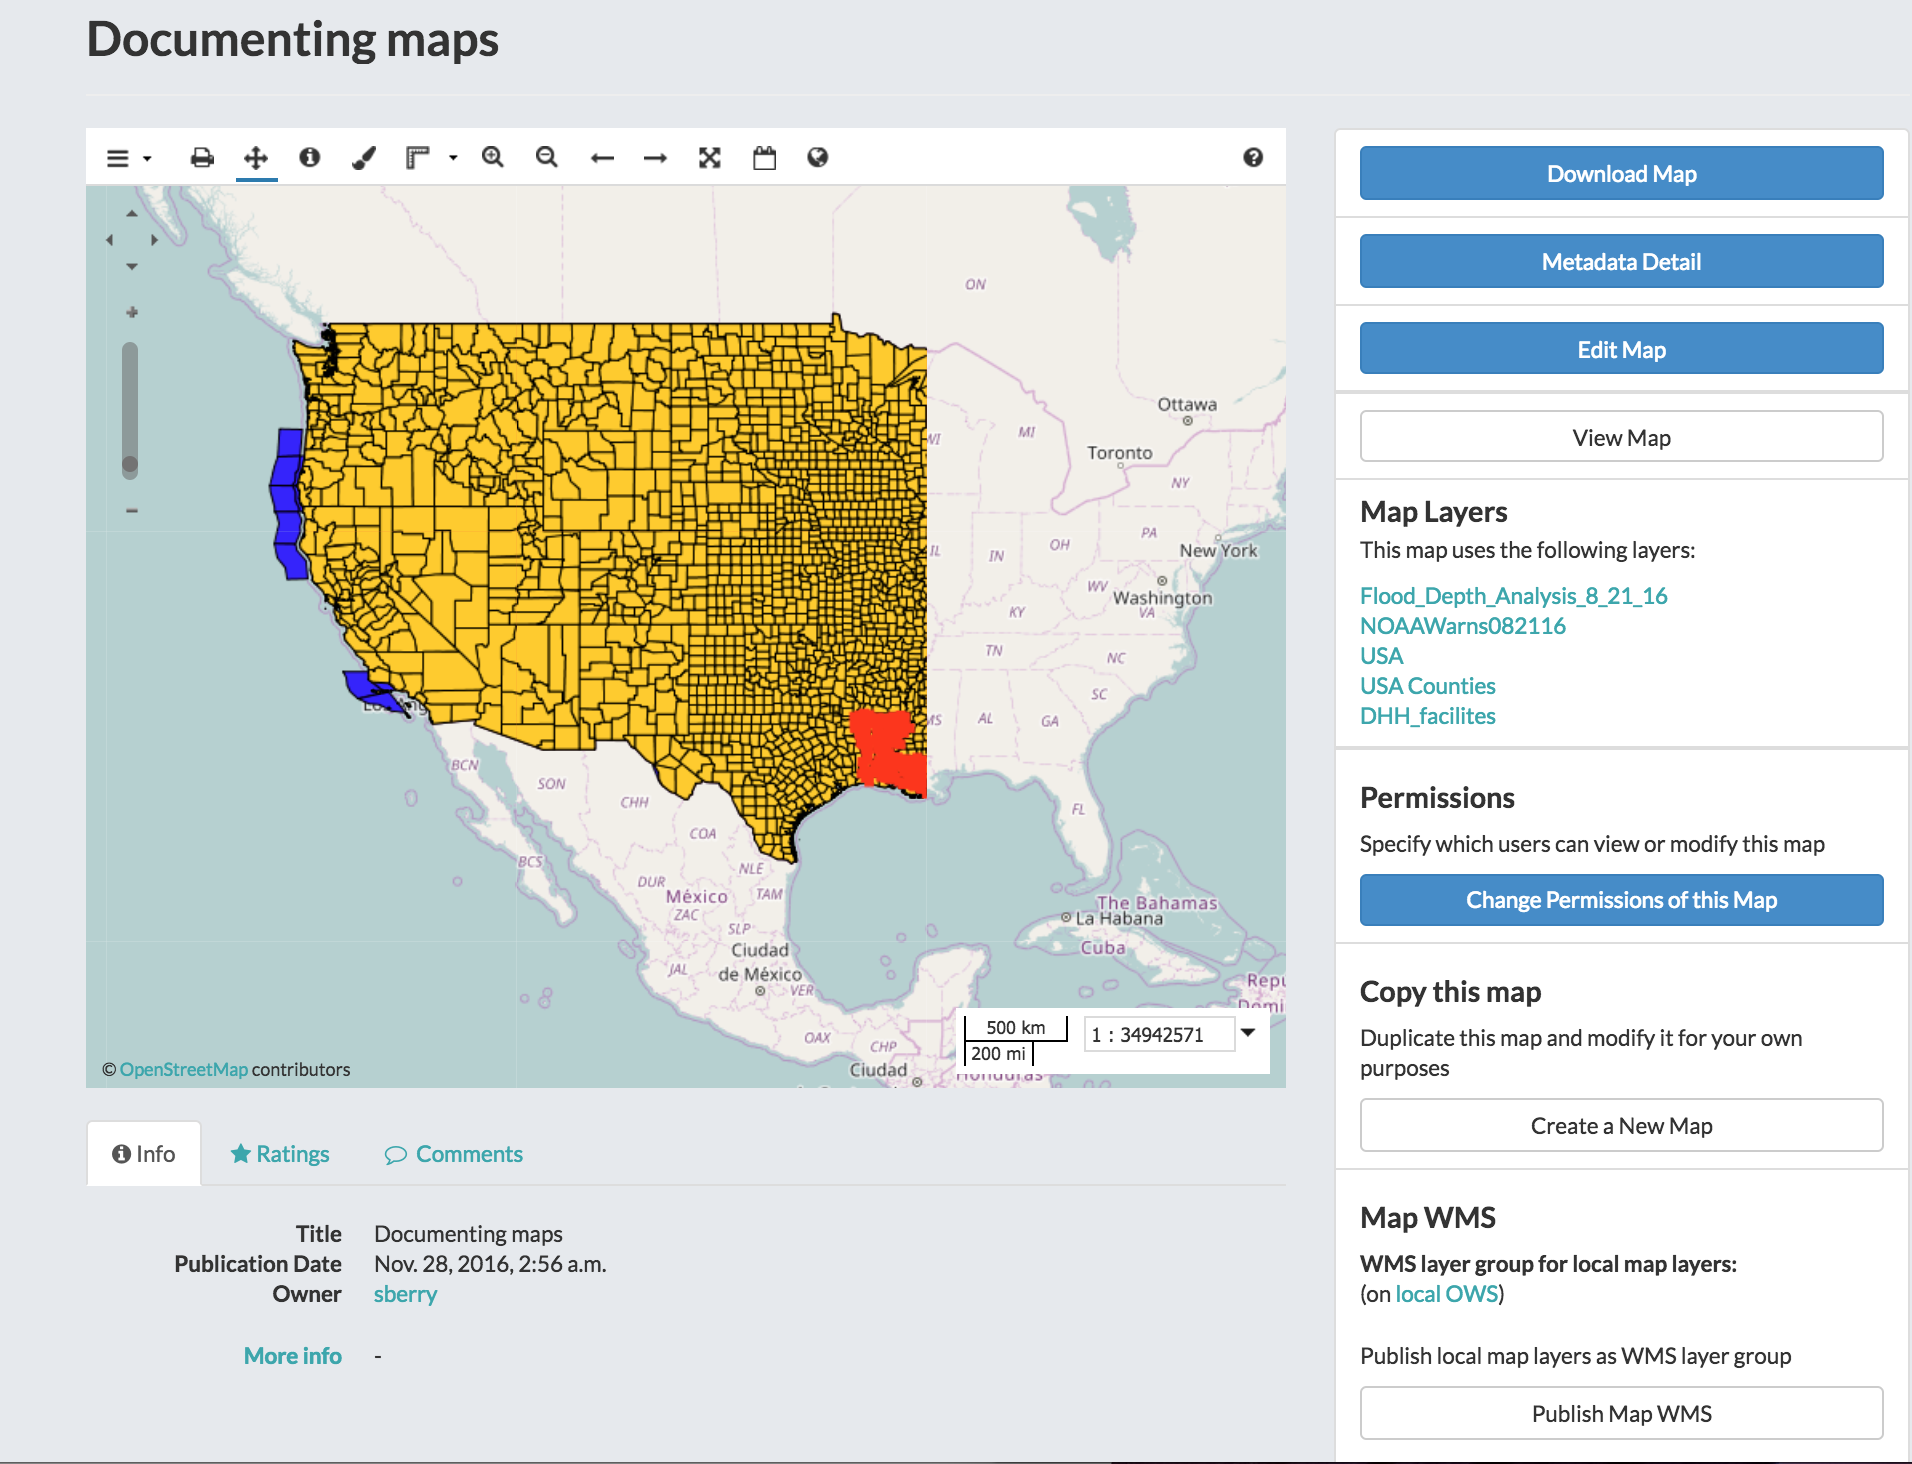 Documenting maps
ON
Ottawa
WI
MI
Toronto
NY
PA
New York
IL
IN
OH
WV
Washington
VA
KY
TN
NC
SC
MS
AL
GA
BCN
SON
CHH
COA
FL
BCS
NLE
DUR
TAM
México
ZAC
SLP
The Bahamas
La Habana
Cuba
Ciudad
de México
JAL
VER
OAX
CHP
Ciudad
Honduras
500 km
200 mi
1 : 34942571
© OpenStreetMap contributors
Info
Ratings
Comments
Title Documenting maps
Publication Date Nov. 28, 2016, 2:56 a.m.
Owner sberry
More info -
Download Map
Metadata Detail
Edit Map
View Map
Map Layers
This map uses the following layers:
Flood_Depth_Analysis_8_21_16
NOAAWarns082116
USA
USA Counties
DHH_facilites
Permissions
Specify which users can view or modify this map
Change Permissions of this Map
Copy this map
Duplicate this map and modify it for your own
purposes
Create a New Map
Map WMS
WMS layer group for local map layers:
(on local OWS)
Publish local map layers as WMS layer group
Publish Map WMS